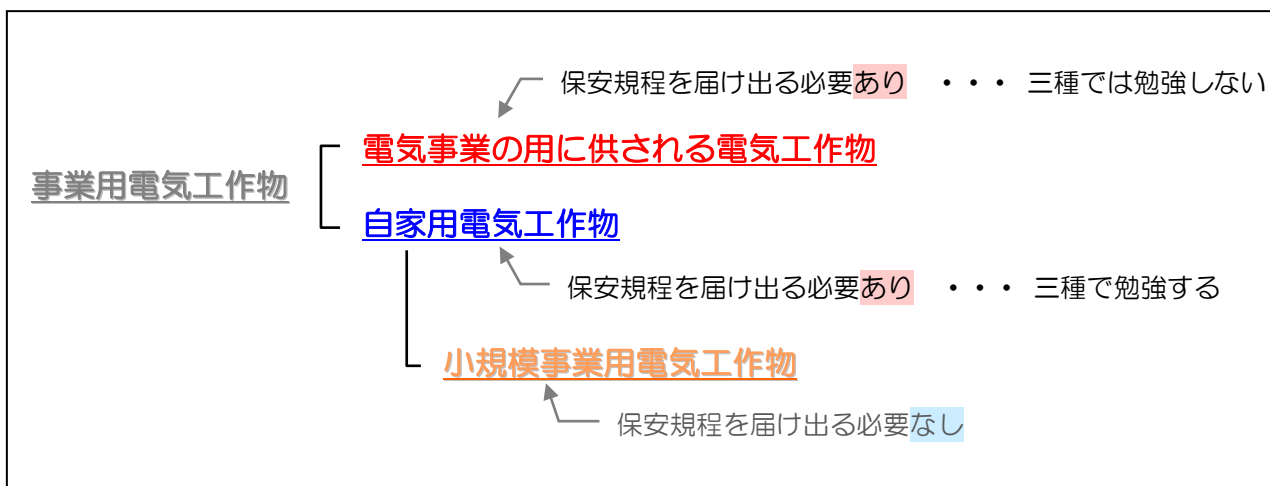 保安規程を届け出る必要あり ・・・ 三種では勉強しない
電気事業の用に供される電気工作物
事業用電気工作物
自家用電気工作物
保安規程を届け出る必要あり ・・・ 三種で勉強する
小規模事業用電気工作物
保安規程を届け出る必要なし